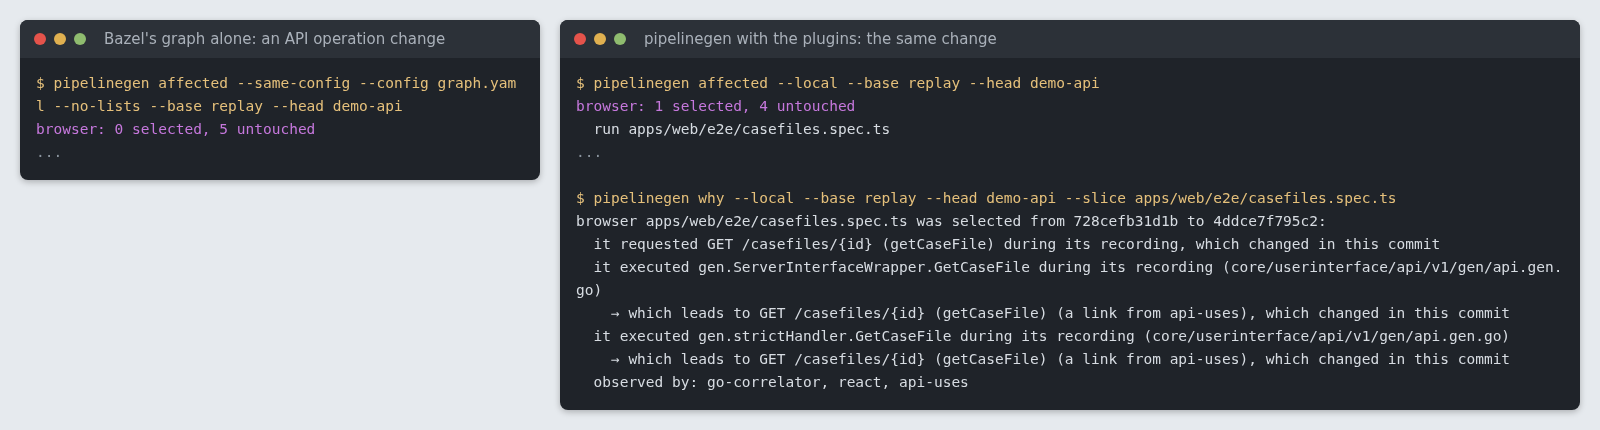 Bazel's graph alone: an API operation change
$ pipelinegen affected --same-config --config graph.yam
l --no-lists --base replay --head demo-api
browser: 0 selected, 5 untouched
...
pipelinegen with the plugins: the same change
$ pipelinegen affected --local --base replay --head demo-api
browser: 1 selected, 4 untouched
  run apps/web/e2e/casefiles.spec.ts
...
$ pipelinegen why --local --base replay --head demo-api --slice apps/web/e2e/casefiles.spec.ts
browser apps/web/e2e/casefiles.spec.ts was selected from 728cefb31d1b to 4ddce7f795c2:
  it requested GET /casefiles/{id} (getCaseFile) during its recording, which changed in this commit
  it executed gen.ServerInterfaceWrapper.GetCaseFile during its recording (core/userinterface/api/v1/gen/api.gen.
go)
    → which leads to GET /casefiles/{id} (getCaseFile) (a link from api-uses), which changed in this commit
  it executed gen.strictHandler.GetCaseFile during its recording (core/userinterface/api/v1/gen/api.gen.go)
    → which leads to GET /casefiles/{id} (getCaseFile) (a link from api-uses), which changed in this commit
  observed by: go-correlator, react, api-uses